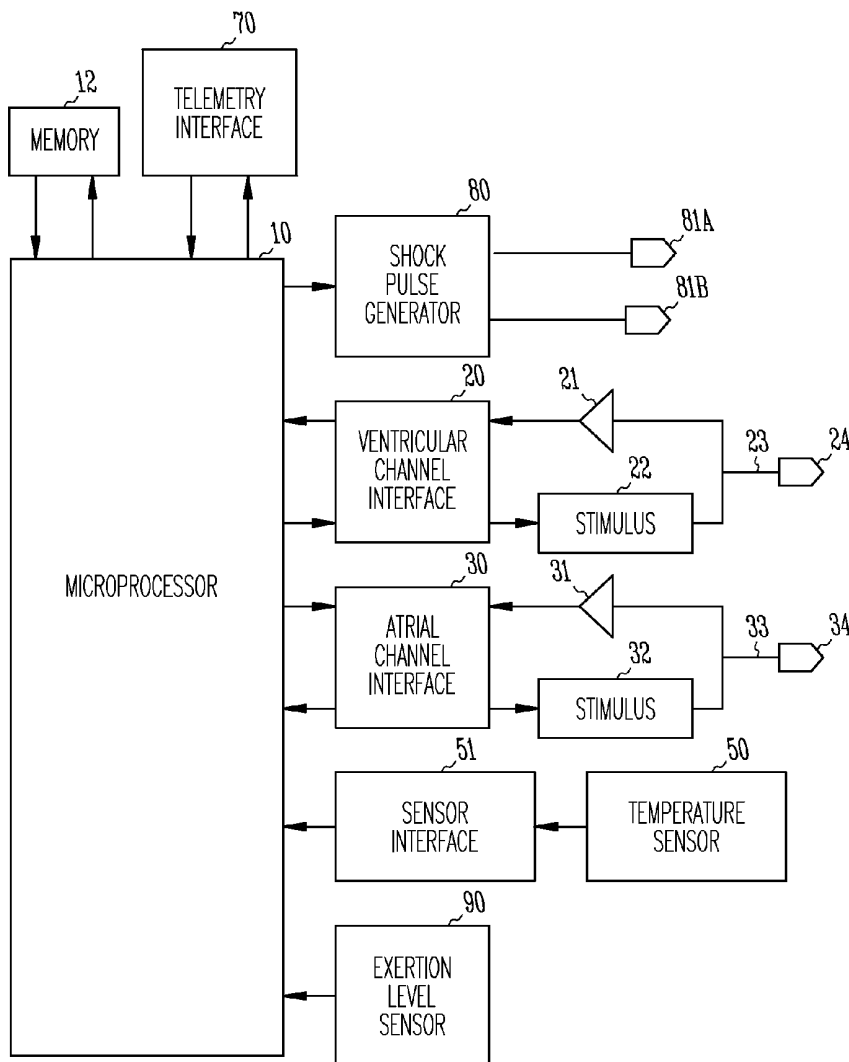 70
12
TELEMETRY
INTERFACE
MEMORY
10
80
81A
SHOCK
PULSE
GENERATOR
81B
20
21
VENTRICULAR
CHANNEL
INTERFACE
23
24
22
STIMULUS
MICROPROCESSOR
30
31
ATRIAL
CHANNEL
INTERFACE
33
34
32
STIMULUS
51
50
SENSOR
INTERFACE
TEMPERATURE
SENSOR
90
EXERTION
LEVEL
SENSOR